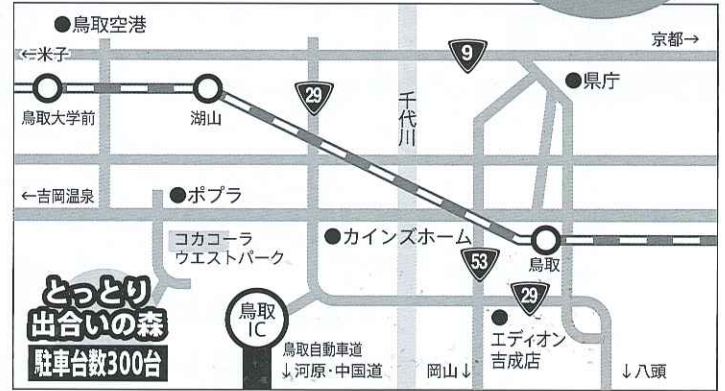 ●鳥取空港
←米子
9
京都→
●県庁
29
千代川
鳥取大学前
湖山
←吉岡温泉
●ポプラ
コカコーラ
ウエストパーク
●カインズホーム
53
鳥取
29
とっとり
出合いの森
駐車台数300台
鳥取
IC
鳥取自動車道
↓河原・中国道
岡山↓
●
エディオン
吉成店
↓八頭